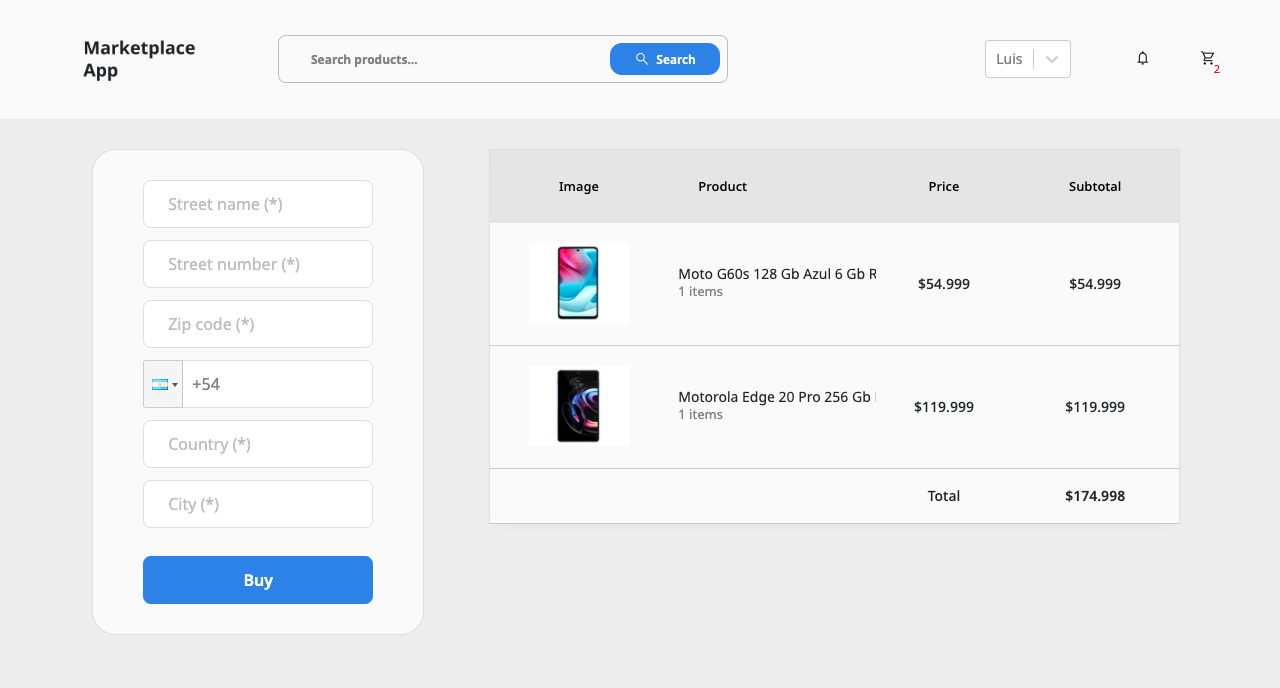 Marketplace
App
Search products...
Search
Luis
2
Street name (*)
Street number (*)
Zip code (*)
+54
Country (*)
City (*)
Buy
Image Product Price Subtotal
Moto G60s 128 Gb Azul 6 Gb R
1 items
$54.999 $54.999
Motorola Edge 20 Pro 256 Gb
1 items
$119.999 $119.999
Total $174.998